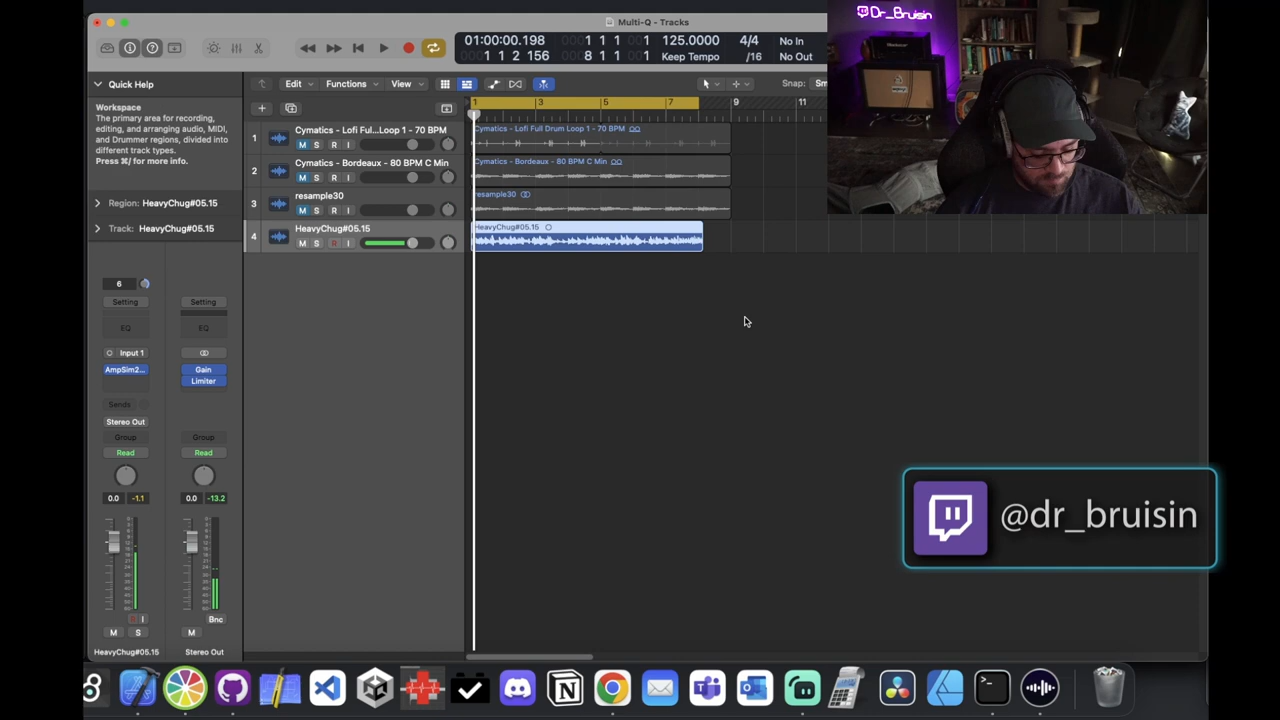 Multi-Q - Tracks
@Dr_Bruisin
01:00:00.198
1 1 2 156
001 1 1 001
8 1 1 001
125.0000
Keep Tempo
4/4
/16
No In
No Out
Quick Help
Edit
Functions
View
Snap: Sm
Workspace
The primary area for recording,
editing, and arranging audio, MIDI,
and Drummer regions, divided into
different track types.
Press ⌘/ for more info.
1 3 5 7 9 11
1
Cymatics - Lofi Ful...Loop 1 - 70 BPM
M S R I
Cymatics - Lofi Full Drum Loop 1 - 70 BPM
2
Cymatics - Bordeaux - 80 BPM C Min
M S R I
Cymatics - Bordeaux - 80 BPM C Min
3
resample30
M S R I
resample30
4
HeavyChug#05.15
M S R I
HeavyChug#05.15
Region: HeavyChug#05.15
Track: HeavyChug#05.15
6
Setting
Setting
EQ
EQ
Input 1
AmpSim2...
Gain
Limiter
Sends
Stereo Out
Group
Group
Read
Read
0.0
-1.1
0.0
-13.2
R I
Bnc
M S
M
HeavyChug#05.15
Stereo Out
@dr_bruisin